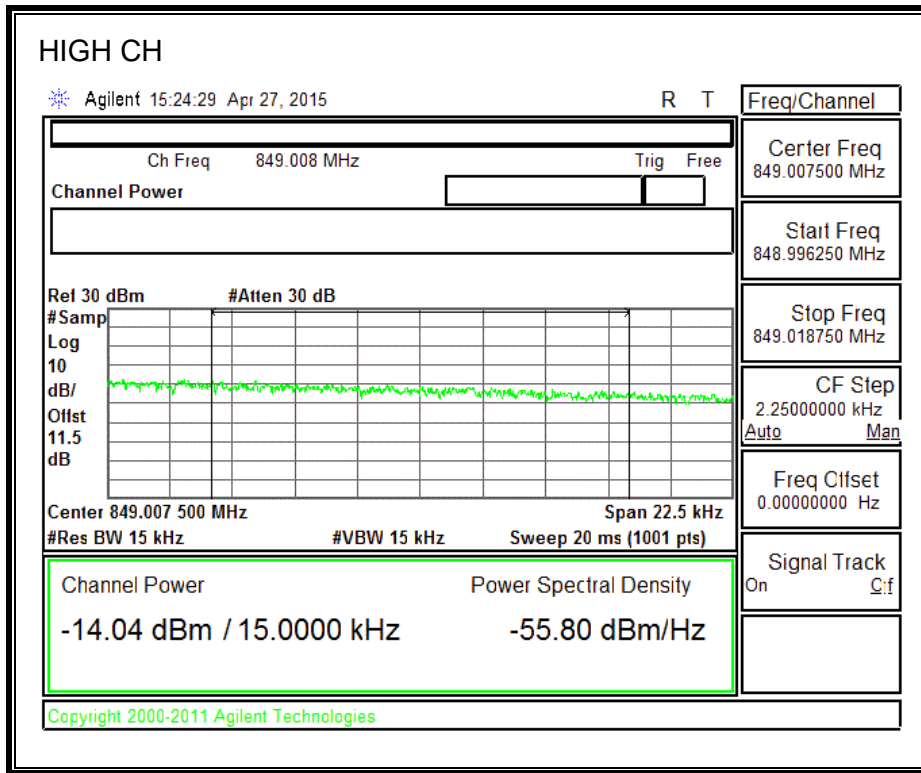 HIGH CH
Agilent 15:24:29 Apr 27, 2015 R T
Freq/Channel
Ch Freq 849.008 MHz Trig Free
Channel Power
Center Freq
849.007500 MHz
Start Freq
848.996250 MHz
Stop Freq
849.018750 MHz
CF Step
2.25000000 kHz
Auto Man
Freq Offset
0.00000000 Hz
Signal Track
On Off
Ref 30 dBm #Atten 30 dB
#Samp
Log
10
dB/
Offst
11.5
dB
Center 849.007 500 MHz Span 22.5 kHz
#Res BW 15 kHz #VBW 15 kHz Sweep 20 ms (1001 pts)
Channel Power Power Spectral Density
-14.04 dBm / 15.0000 kHz -55.80 dBm/Hz
Copyright 2000-2011 Agilent Technologies